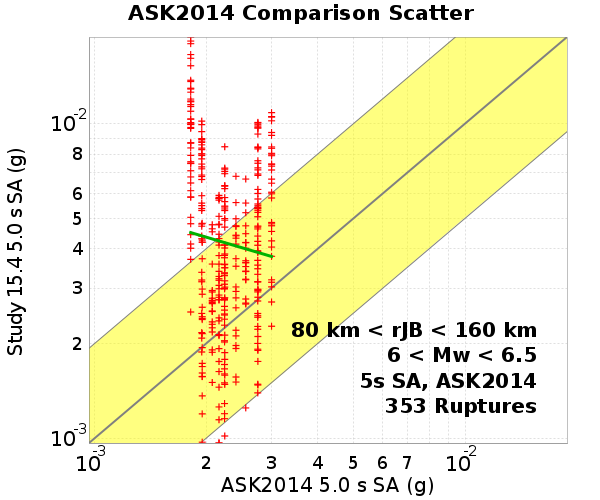 ASK2014 Comparison Scatter
Study 15.4 5.0 s SA (g)
10-2
8
6
5
4
3
2
10-3
80 km < rJB < 160 km
6 < Mw < 6.5
5s SA, ASK2014
353 Ruptures
10-3 2 3 4 5 6 7 10-2
ASK2014 5.0 s SA (g)